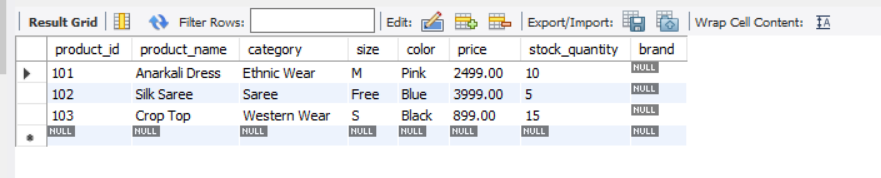 Result Grid Filter Rows: Edit: Export/Import: Wrap Cell Content: IA
product_id product_name category size color price stock_quantity brand
101 Anarkali Dress Ethnic Wear M Pink 2499.00 10 NULL
102 Silk Saree Saree Free Blue 3999.00 5 NULL
103 Crop Top Western Wear S Black 899.00 15 NULL
NULL NULL NULL NULL NULL NULL NULL NULL